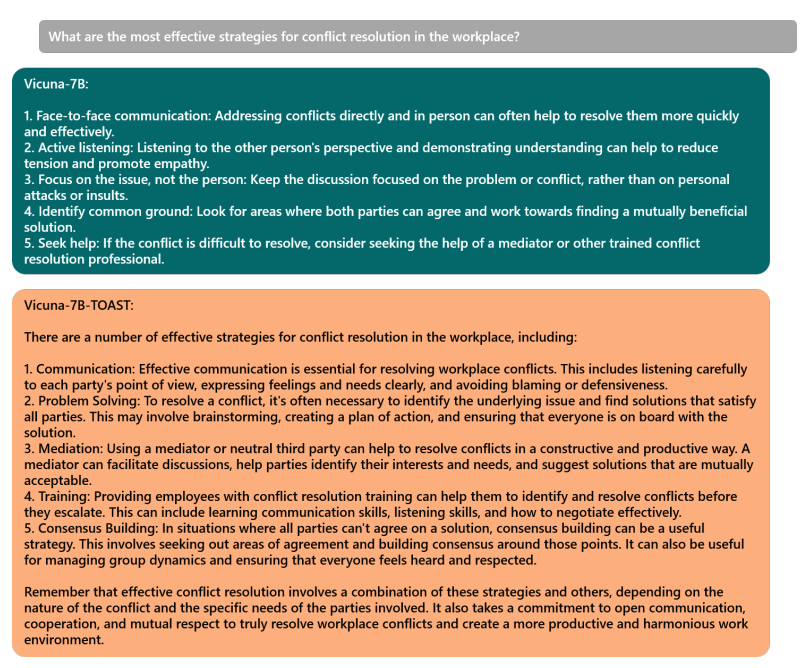 What are the most effective strategies for conflict resolution in the workplace?
Vicuna-7B:
1. Face-to-face communication: Addressing conflicts directly and in person can often help to resolve them more quickly
and effectively.
2. Active listening: Listening to the other person's perspective and demonstrating understanding can help to reduce
tension and promote empathy.
3. Focus on the issue, not the person: Keep the discussion focused on the problem or conflict, rather than on personal
attacks or insults.
4. Identify common ground: Look for areas where both parties can agree and work towards finding a mutually beneficial
solution.
5. Seek help: If the conflict is difficult to resolve, consider seeking the help of a mediator or other trained conflict
resolution professional.
Vicuna-7B-TOAST:
There are a number of effective strategies for conflict resolution in the workplace, including:
1. Communication: Effective communication is essential for resolving workplace conflicts. This includes listening carefully
to each party's point of view, expressing feelings and needs clearly, and avoiding blaming or defensiveness.
2. Problem Solving: To resolve a conflict, it's often necessary to identify the underlying issue and find solutions that satisfy
all parties. This may involve brainstorming, creating a plan of action, and ensuring that everyone is on board with the
solution.
3. Mediation: Using a mediator or neutral third party can help to resolve conflicts in a constructive and productive way. A
mediator can facilitate discussions, help parties identify their interests and needs, and suggest solutions that are mutually
acceptable.
4. Training: Providing employees with conflict resolution training can help them to identify and resolve conflicts before
they escalate. This can include learning communication skills, listening skills, and how to negotiate effectively.
5. Consensus Building: In situations where all parties can't agree on a solution, consensus building can be a useful
strategy. This involves seeking out areas of agreement and building consensus around those points. It can also be useful
for managing group dynamics and ensuring that everyone feels heard and respected.
Remember that effective conflict resolution involves a combination of these strategies and others, depending on the
nature of the conflict and the specific needs of the parties involved. It also takes a commitment to open communication,
cooperation, and mutual respect to truly resolve workplace conflicts and create a more productive and harmonious work
environment.